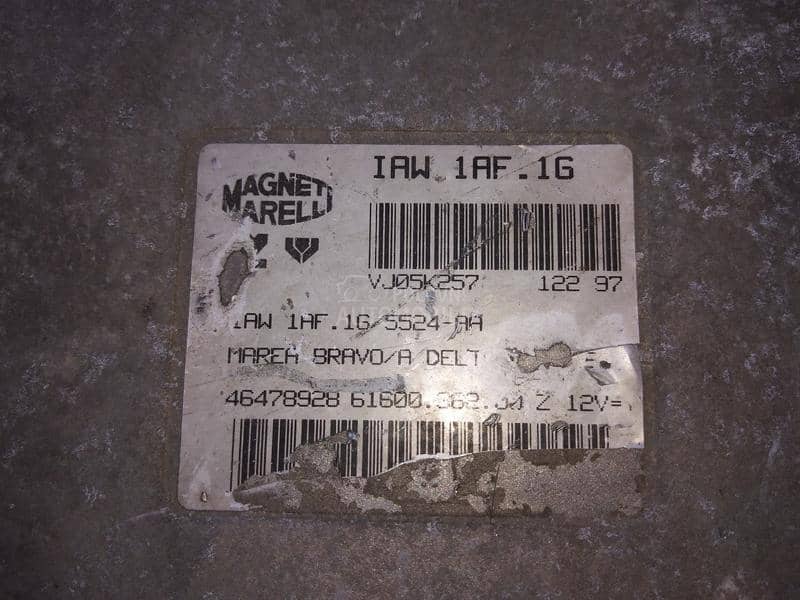 IAW 1AF.1G
MAGNETI
MARELLI
VJ05K257 122 97
IAW 1AF.1G/5524-AA
MAREA BRAVO/A DELT
46478928 61600. Z 12V=